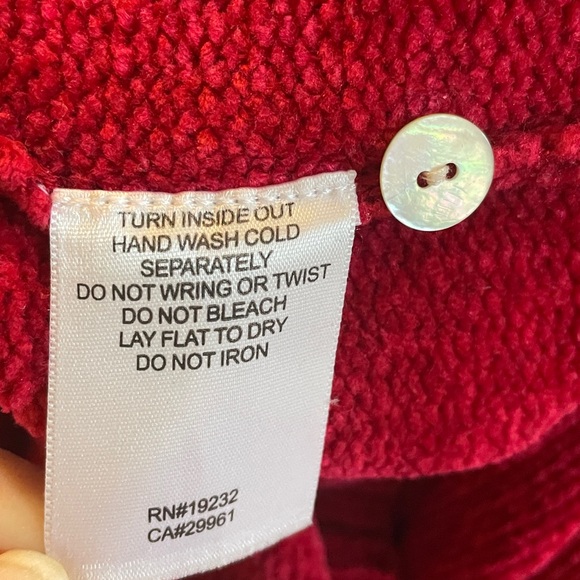 TURN INSIDE OUT
HAND WASH COLD
SEPARATELY
DO NOT WRING OR TWIST
DO NOT BLEACH
LAY FLAT TO DRY
DO NOT IRON
RN#19232
CA#29961